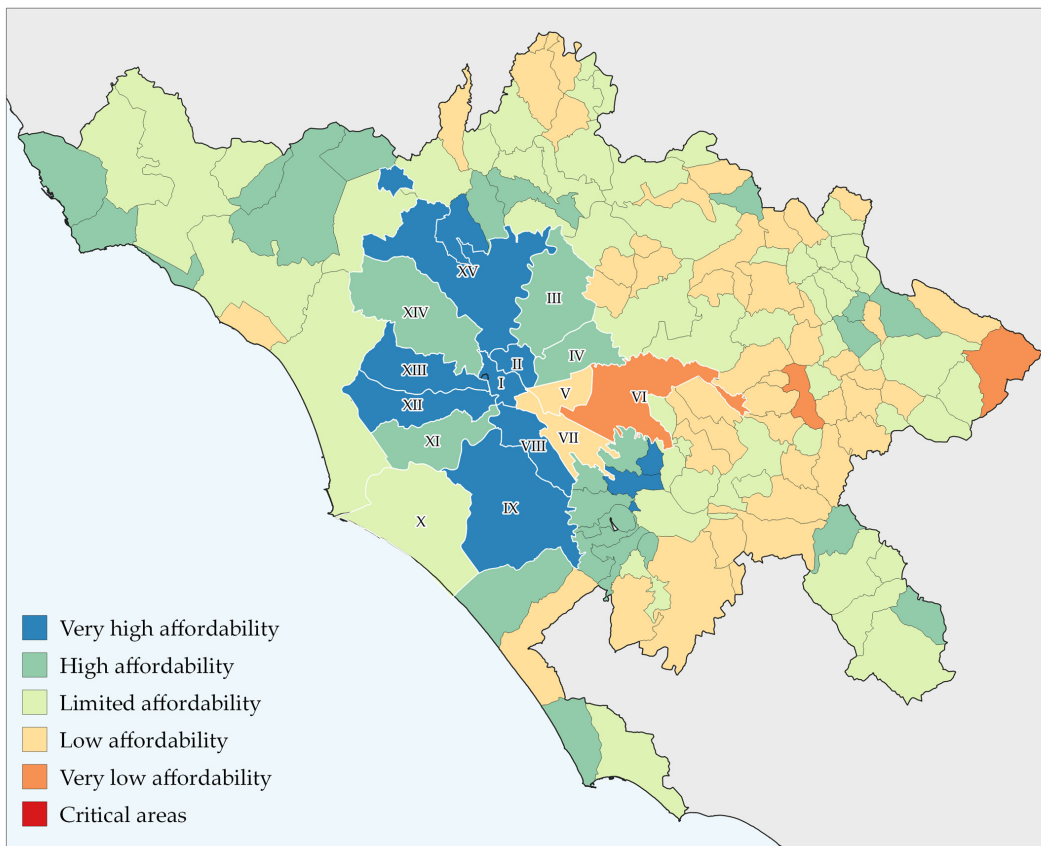 XV
III
XIV
IV
II
XIII
I
V
VI
XII
VII
XI
VIII
IX
X
Very high affordability
High affordability
Limited affordability
Low affordability
Very low affordability
Critical areas